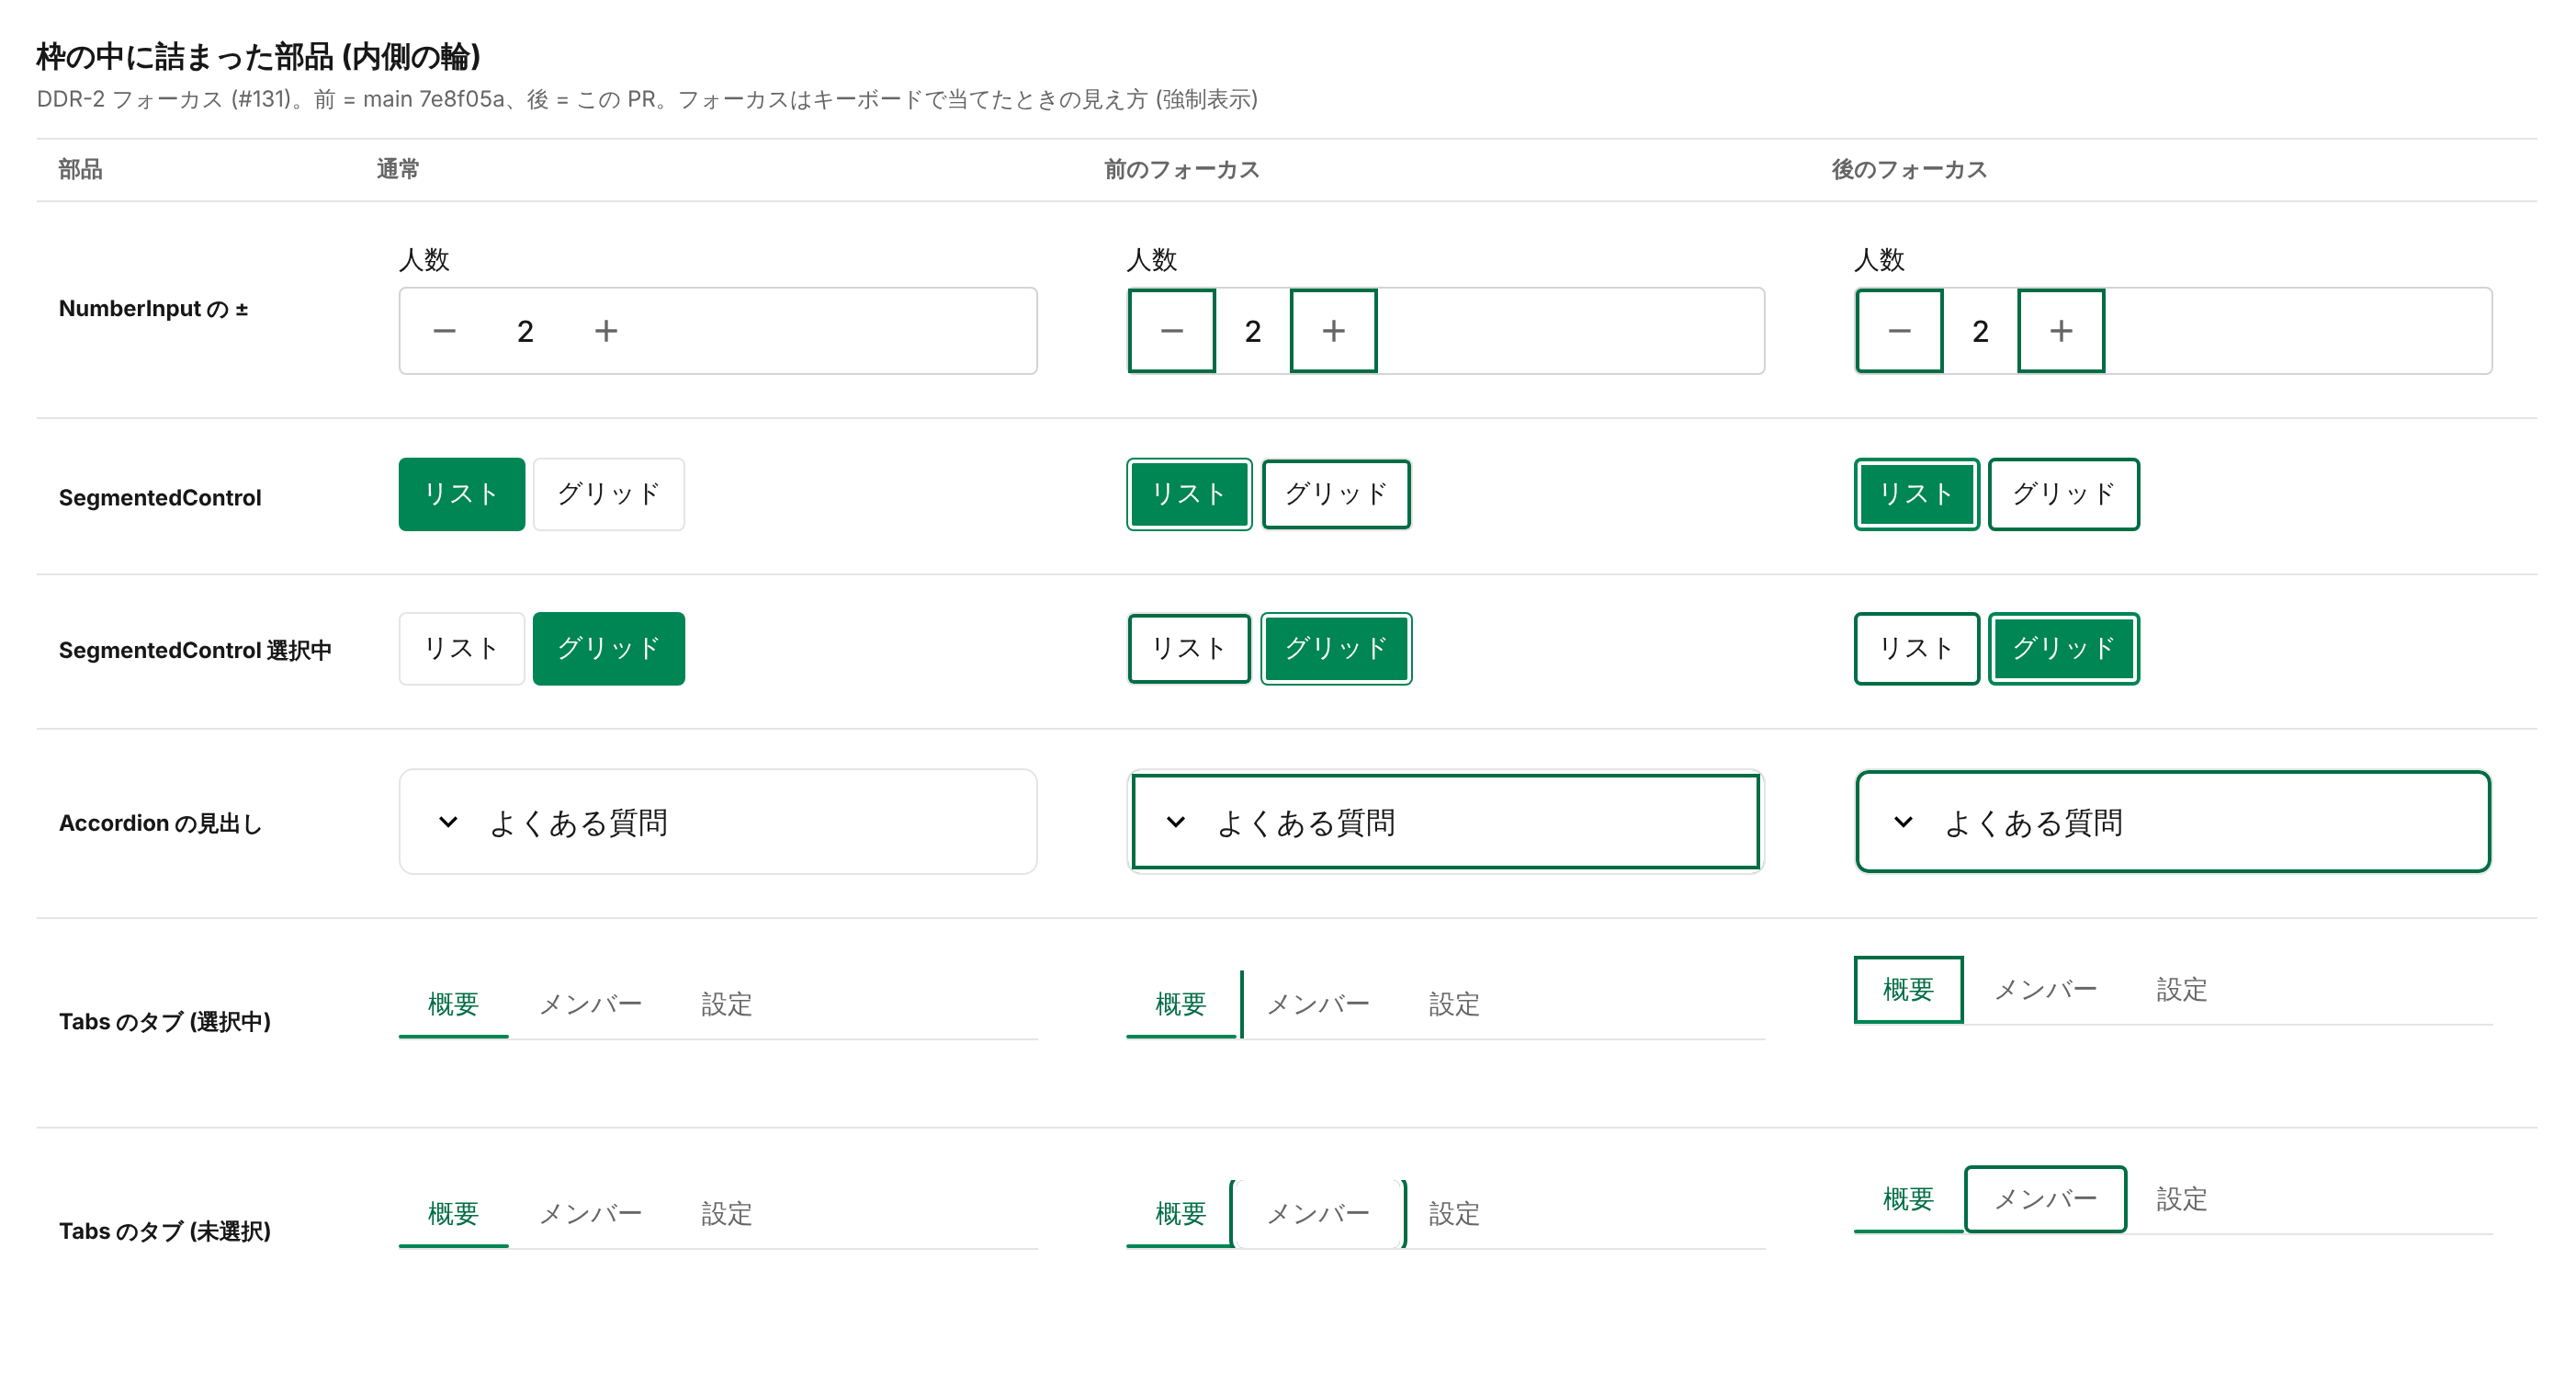 枠の中に詰まった部品 (内側の輪)
DDR-2 フォーカス (#131)。前 = main 7e8f05a、後 = この PR。フォーカスはキーボードで当てたときの見え方 (強制表示)
部品 通常 前のフォーカス 後のフォーカス
人数 人数 人数
NumberInput の ± − 2 + − 2 + − 2 +
SegmentedControl リスト グリッド リスト グリッド リスト グリッド
SegmentedControl 選択中 リスト グリッド リスト グリッド リスト グリッド
Accordion の見出し よくある質問 よくある質問 よくある質問
Tabs のタブ (選択中) 概要 メンバー 設定 概要 メンバー 設定 概要 メンバー 設定
Tabs のタブ (未選択) 概要 メンバー 設定 概要 メンバー 設定 概要 メンバー 設定